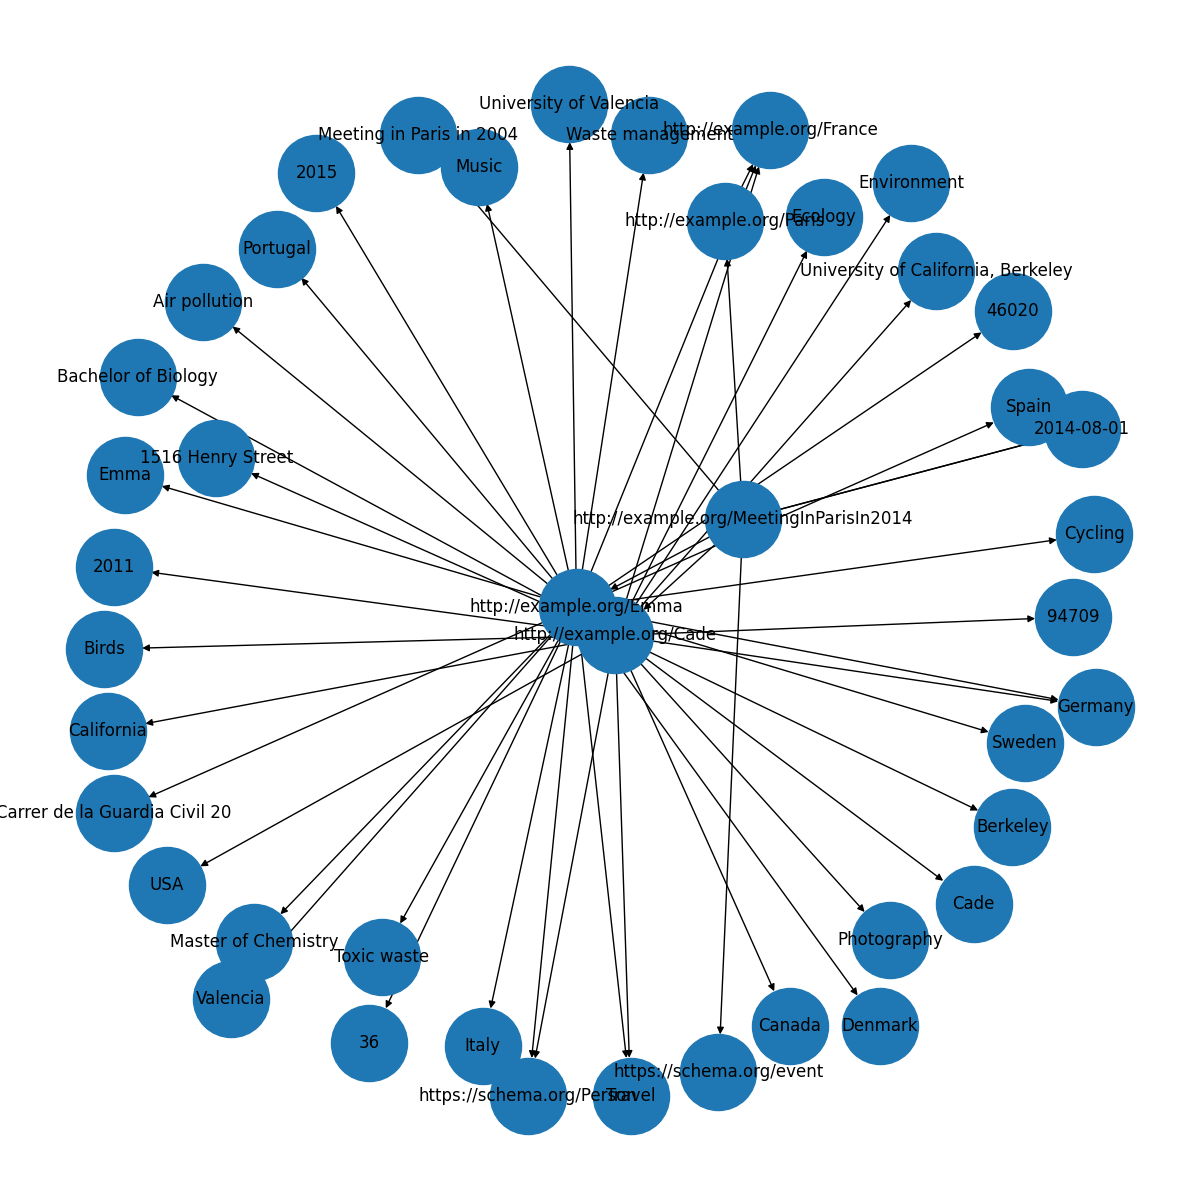 University of Valencia
http://example.org/France
Meeting in Paris in 2004
Waste management
Music
2015
Environment
Ecology
http://example.org/Paris
Portugal
University of California, Berkeley
Air pollution
46020
Bachelor of Biology
Spain
2014-08-01
1516 Henry Street
Emma
http://example.org/MeetingInParisIn2014
Cycling
2011
http://example.org/Emma
94709
http://example.org/Cade
Birds
Germany
California
Sweden
Carrer de la Guardia Civil 20
Berkeley
USA
Cade
Master of Chemistry
Photography
Toxic waste
Valencia
Canada
Denmark
36
Italy
https://schema.org/event
https://schema.org/Person
Travel